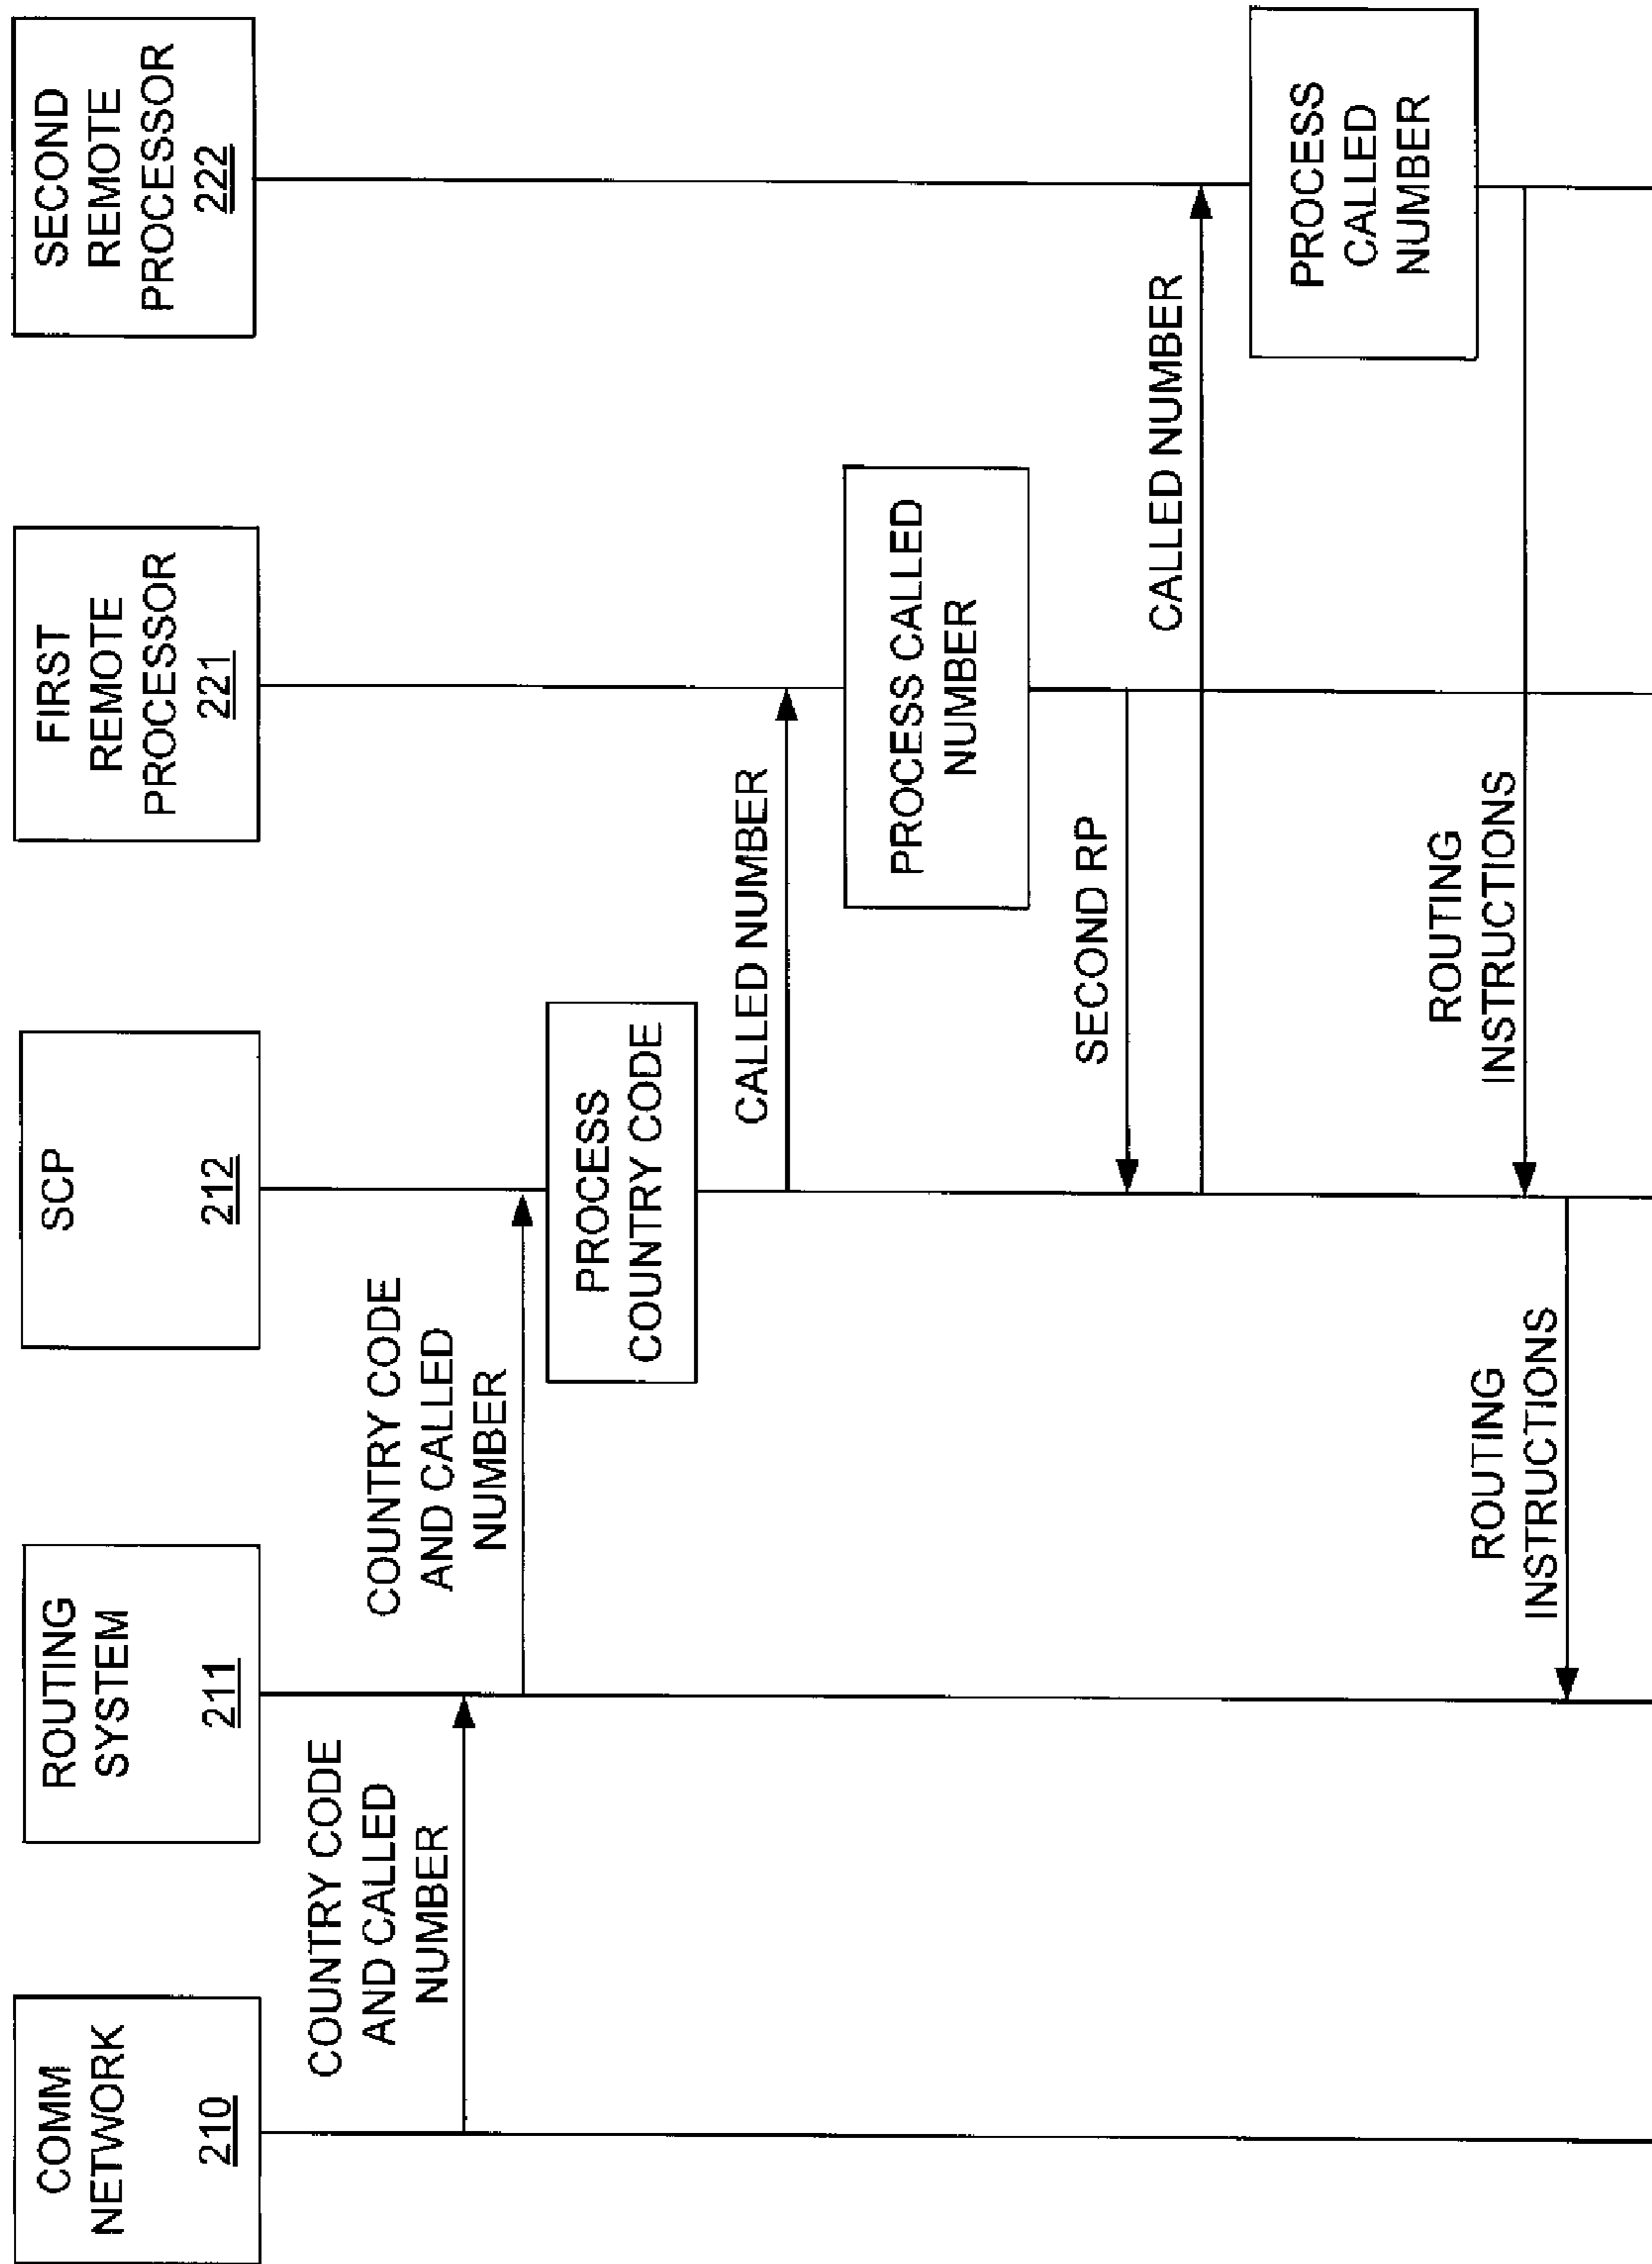 COMM
NETWORK
210
ROUTING
SYSTEM
211
SCP
212
FIRST
REMOTE
PROCESSOR
221
SECOND
REMOTE
PROCESSOR
222
COUNTRY CODE
AND CALLED
NUMBER
COUNTRY CODE
AND CALLED
NUMBER
PROCESS
COUNTRY CODE
CALLED NUMBER
PROCESS CALLED
NUMBER
SECOND RP
CALLED NUMBER
PROCESS
CALLED
NUMBER
ROUTING
INSTRUCTIONS
ROUTING
INSTRUCTIONS